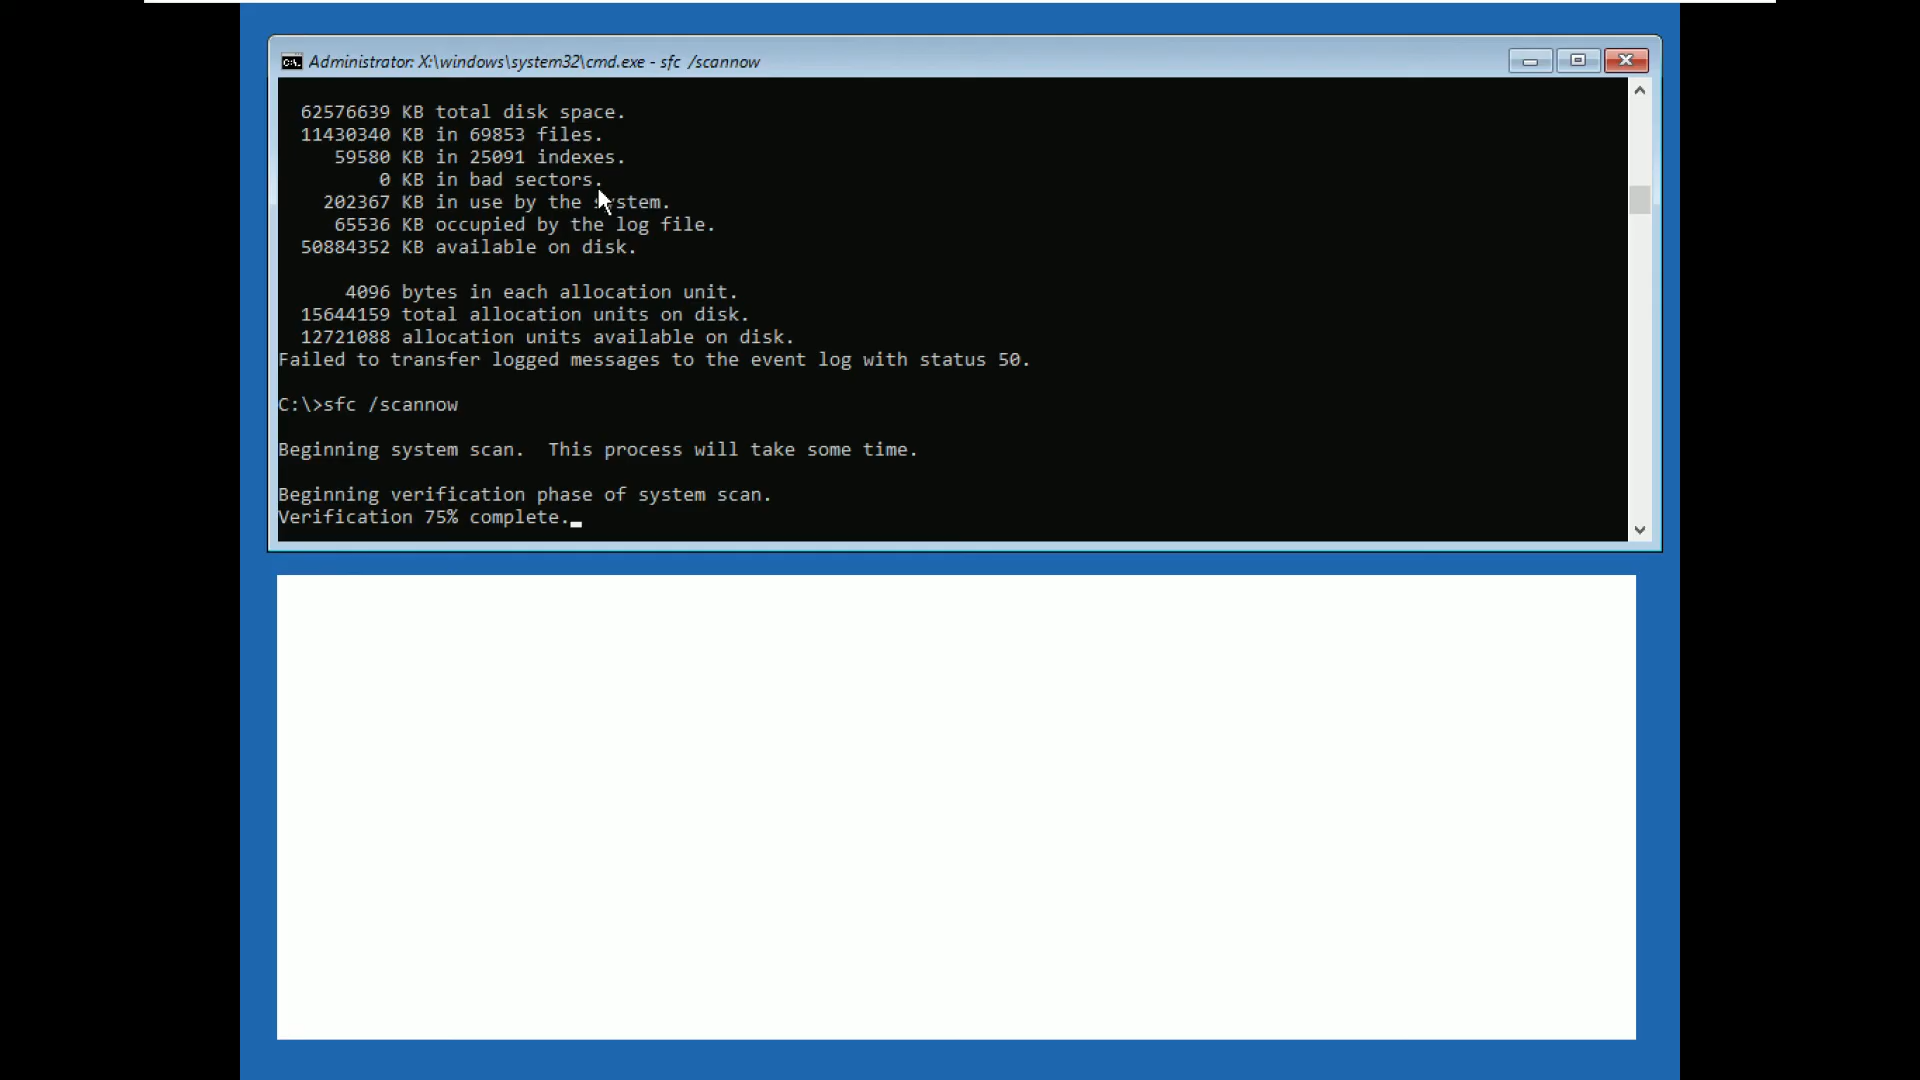 Administrator: X:\windows\system32\cmd.exe - sfc /scannow
62576639 KB total disk space.
11430340 KB in 69853 files.
59580 KB in 25091 indexes.
0 KB in bad sectors.
202367 KB in use by the system.
65536 KB occupied by the log file.
50884352 KB available on disk.
4096 bytes in each allocation unit.
15644159 total allocation units on disk.
12721088 allocation units available on disk.
Failed to transfer logged messages to the event log with status 50.
C:\>sfc /scannow
Beginning system scan.  This process will take some time.
Beginning verification phase of system scan.
Verification 75% complete.